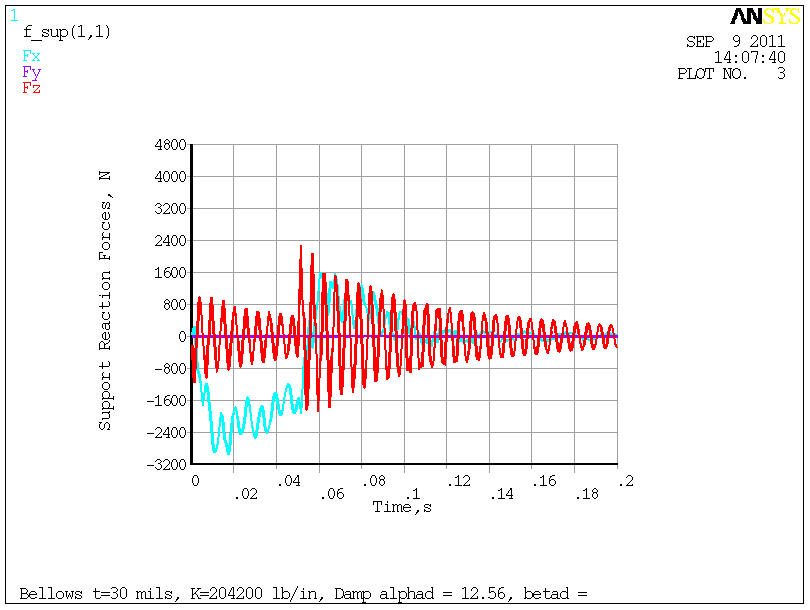 1
ANSYS
f_sup(1,1)
SEP 9 2011
14:07:40
PLOT NO. 3
Fx
Fy
Fz
4800
4000
3200
2400
1600
800
0
-800
-1600
-2400
-3200
Support Reaction Forces, N
0 .02 .04 .06 .08 .1 .12 .14 .16 .18 .2
Time,s
Bellows t=30 mils, K=204200 lb/in, Damp alphad = 12.56, betad =